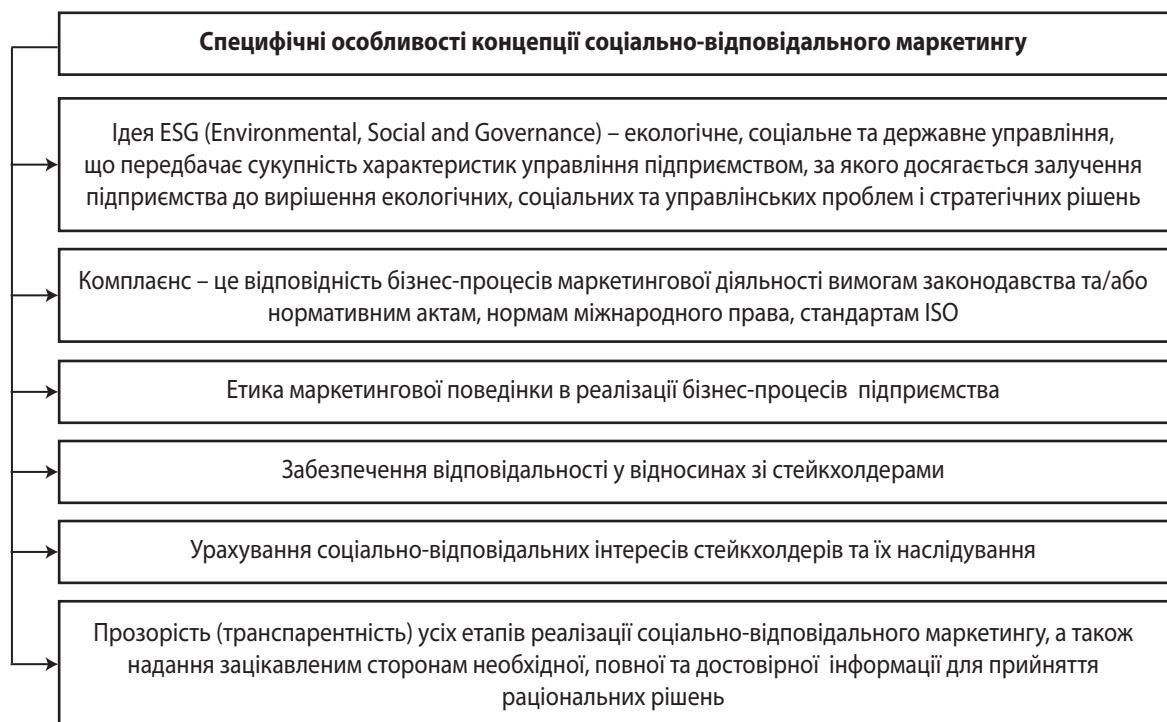 Специфічні особливості концепції соціально-відповідального маркетингу
Ідея ESG (Environmental, Social and Governance) – екологічне, соціальне та державне управління,
що передбачає сукупність характеристик управління підприємством, за якого досягається залучення
підприємства до вирішення екологічних, соціальних та управлінських проблем і стратегічних рішень
Комплаєнс – це відповідність бізнес-процесів маркетингової діяльності вимогам законодавства та/або
нормативним актам, нормам міжнародного права, стандартам ISO
Етика маркетингової поведінки в реалізації бізнес-процесів підприємства
Забезпечення відповідальності у відносинах зі стейкхолдерами
Урахування соціально-відповідальних інтересів стейкхолдерів та їх наслідування
Прозорість (транспарентність) усіх етапів реалізації соціально-відповідального маркетингу, а також
надання зацікавленим сторонам необхідної, повної та достовірної інформації для прийняття
раціональних рішень